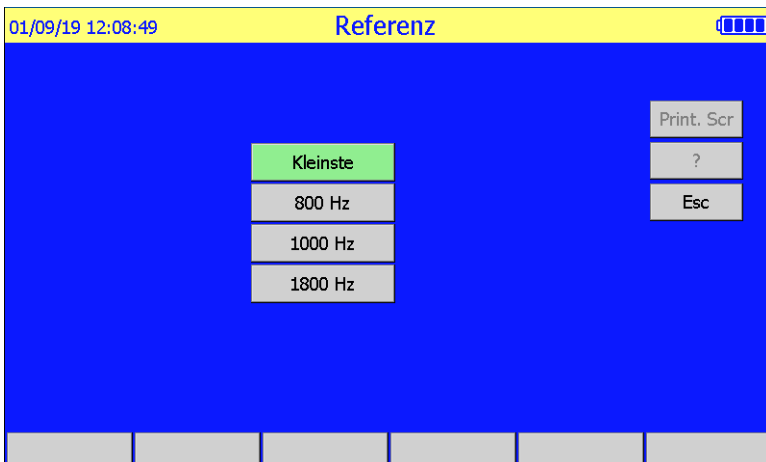 01/09/19 12:08:49 Referenz
Print. Scr
Kleinste
?
800 Hz
Esc
1000 Hz
1800 Hz